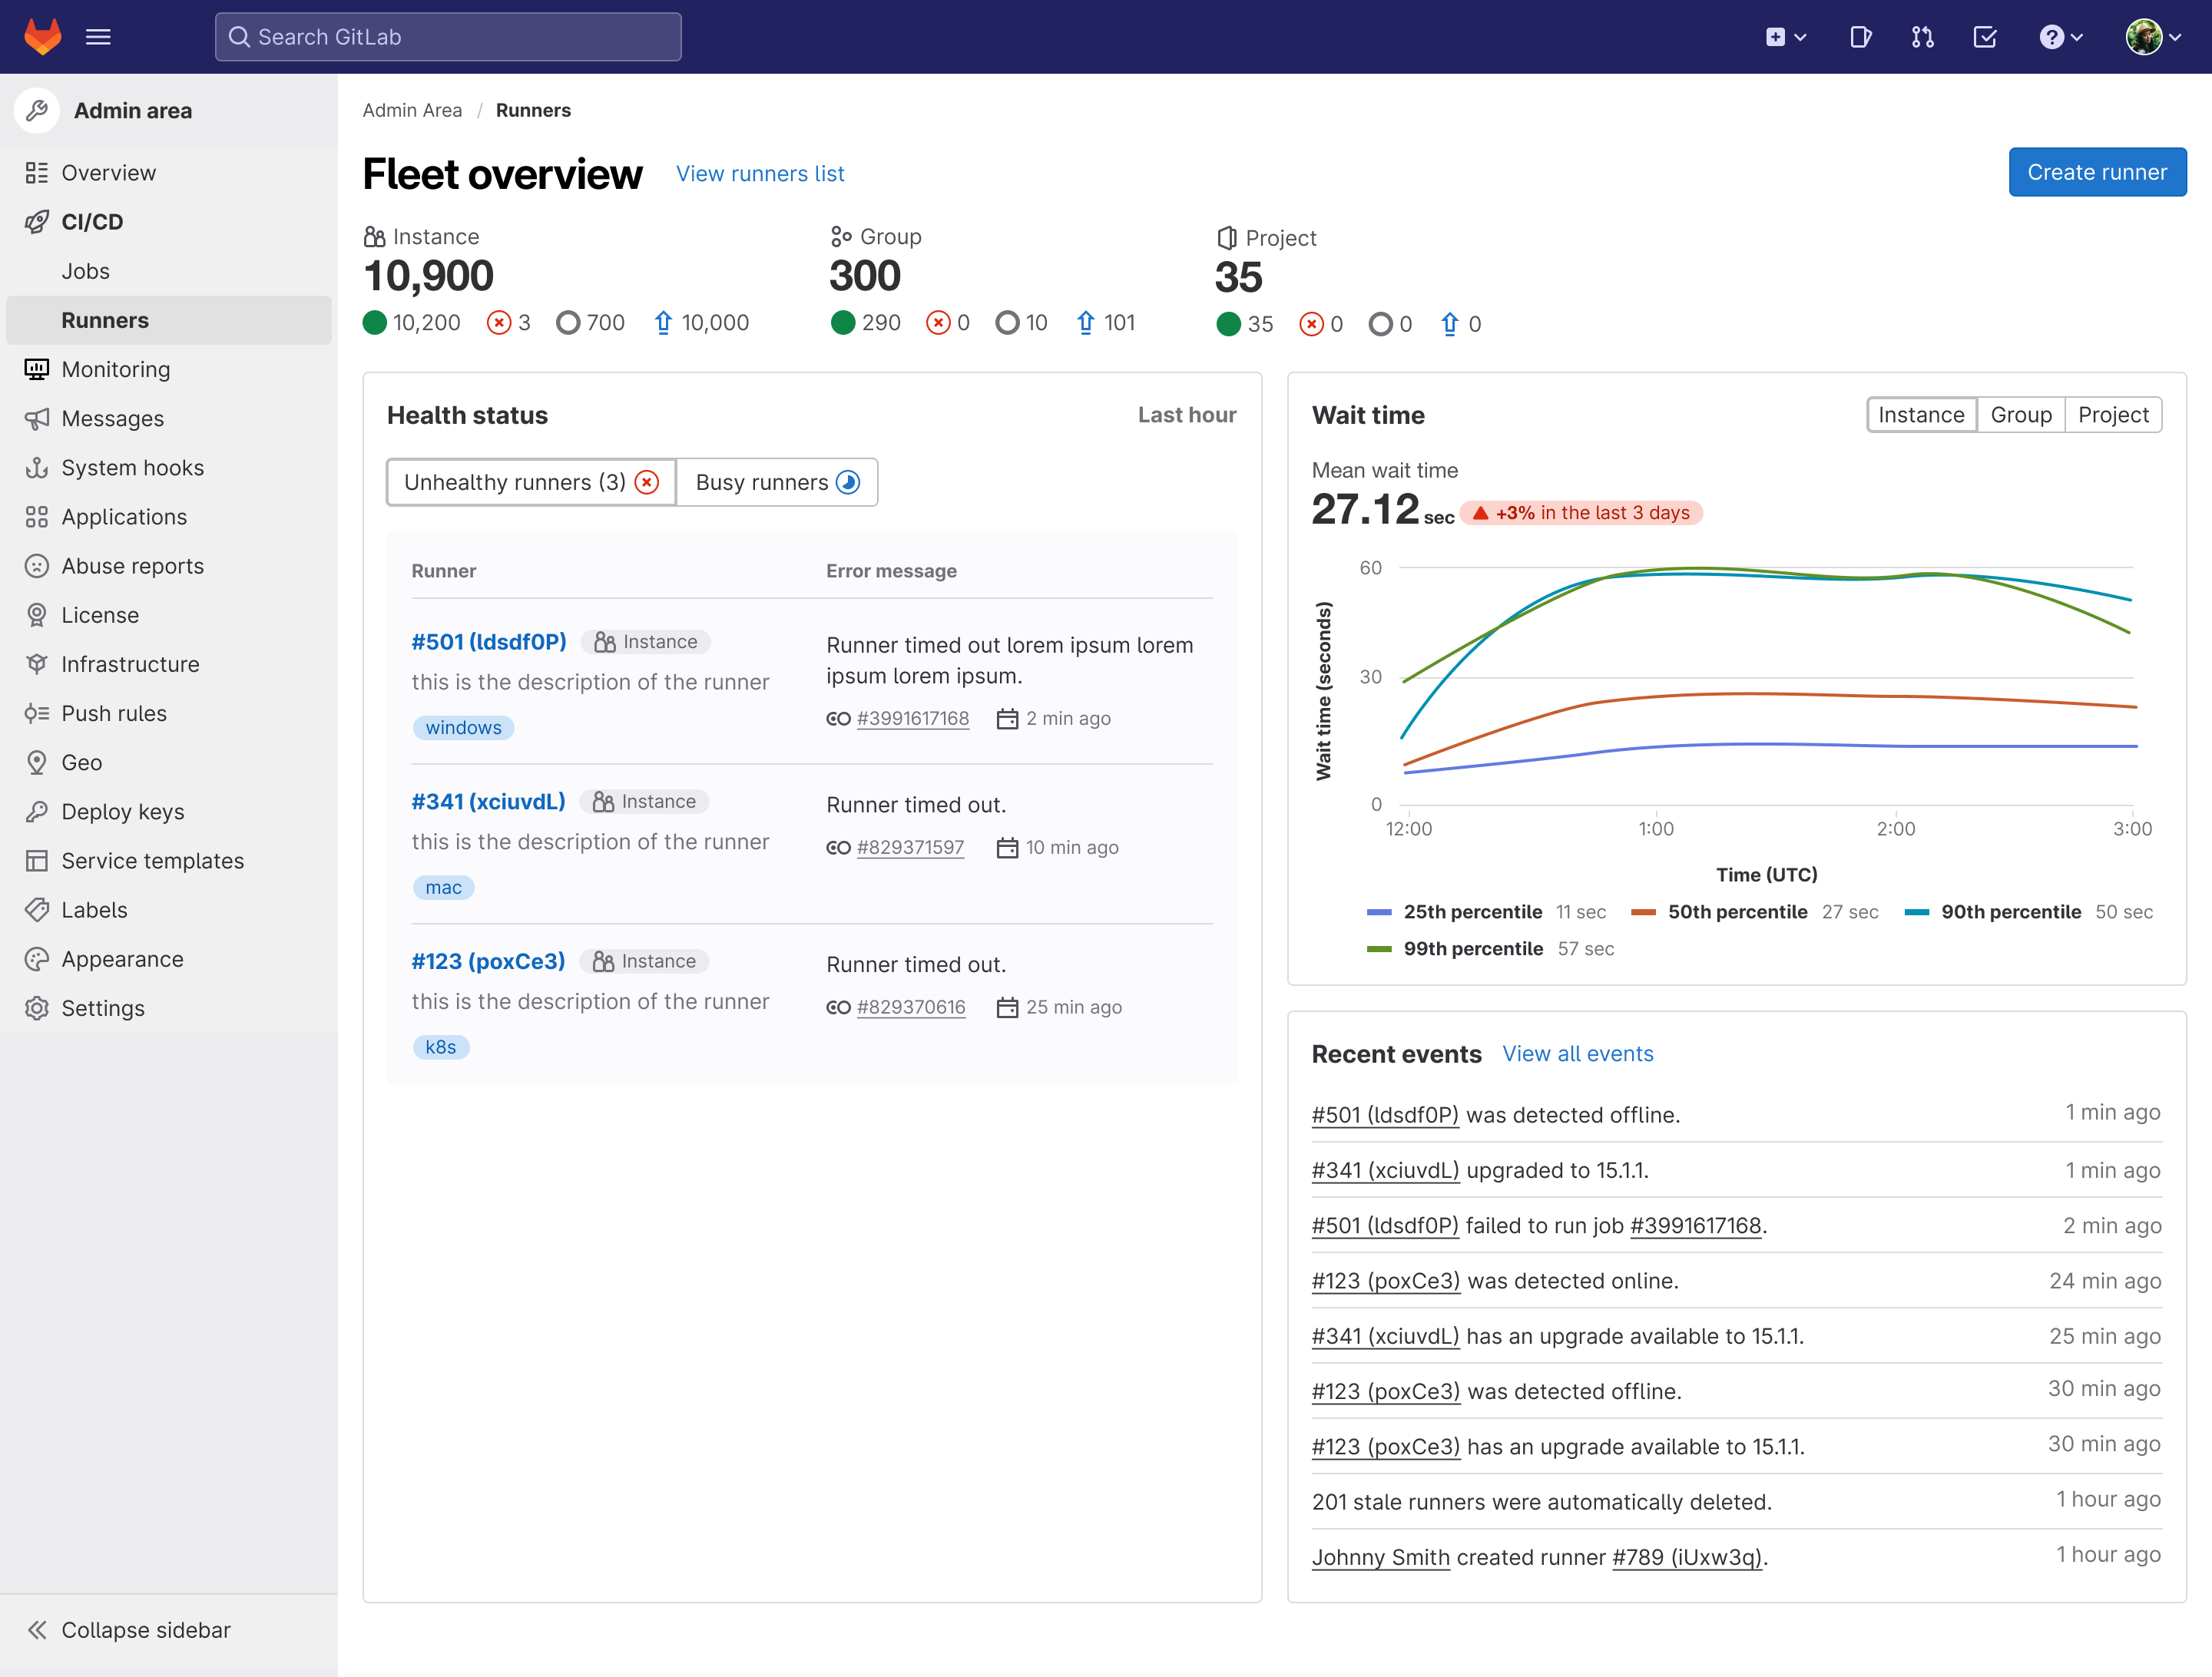 Search GitLab
Admin area
Overview
CI/CD
Jobs
Runners
Monitoring
Messages
System hooks
Applications
Abuse reports
License
Infrastructure
Push rules
Geo
Deploy keys
Service templates
Labels
Appearance
Settings
Collapse sidebar
Admin Area / Runners
Fleet overview View runners list
Create runner
Instance
10,900
10,200 3 700 10,000
Group
300
290 0 10 101
Project
35
35 0 0 0
Health status Last hour
Unhealthy runners (3) Busy runners
Runner Error message
#501 (ldsdf0P) Instance
this is the description of the runner
windows
Runner timed out lorem ipsum lorem
ipsum lorem ipsum.
#3991617168 2 min ago
#341 (xciuvdL) Instance
this is the description of the runner
mac
Runner timed out.
#829371597 10 min ago
#123 (poxCe3) Instance
this is the description of the runner
k8s
Runner timed out.
#829370616 25 min ago
Wait time Instance Group Project
Mean wait time
27.12 sec +3% in the last 3 days
Wait time (seconds)
60
30
0
12:00 1:00 2:00 3:00
Time (UTC)
25th percentile 11 sec 50th percentile 27 sec 90th percentile 50 sec
99th percentile 57 sec
Recent events View all events
#501 (ldsdf0P) was detected offline. 1 min ago
#341 (xciuvdL) upgraded to 15.1.1. 1 min ago
#501 (ldsdf0P) failed to run job #3991617168. 2 min ago
#123 (poxCe3) was detected online. 24 min ago
#341 (xciuvdL) has an upgrade available to 15.1.1. 25 min ago
#123 (poxCe3) was detected offline. 30 min ago
#123 (poxCe3) has an upgrade available to 15.1.1. 30 min ago
201 stale runners were automatically deleted. 1 hour ago
Johnny Smith created runner #789 (iUxw3q). 1 hour ago